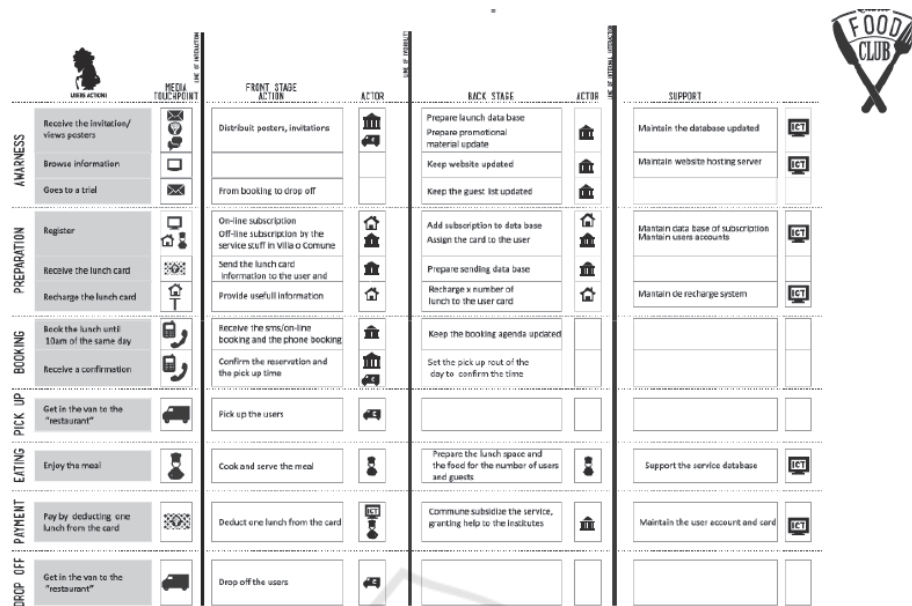 FOOD
CLUB
USERS ACTIONS
MEDIA
TOUCHPOINT
LINE OF INTERACTION
FRONT STAGE
ACTION
ACTOR
BACK STAGE
ACTOR
LINE OF INTERNAL INTERACTION
SUPPORT
AWARNESS
Receive the invitation/
views posters
Distribuit posters, invitations
Prepare launch data base
Prepare promotional
material update
Maintain the database updated
ICT
Browse information
Keep website updated
Maintain website hosting server
ICT
Goes to a trial
From booking to drop off
Keep the guest list updated
PREPARATION
Register
On-line subscription
Off-line subscription by the
service stuff in Villa o Comune
Add subscription to data base
Assign the card to the user
Mantain data base of subscription
Mantain users accounts
ICT
Receive the lunch card
Send the lunch card
information to the user and
Prepare sending data base
Recharge the lunch card
Provide usefull information
Recharge x number of
lunch to the user card
Mantain de recharge system
ICT
BOOKING
Book the lunch until
10am of the same day
Receive the sms/on-line
booking and the phone booking
Keep the booking agenda updated
Receive a confirmation
Confirm the reservation and
the pick up time
Set the pick up rout of the
day to confirm the time
PICK UP
Get in the van to the
"restaurant"
Pick up the users
EATING
Enjoy the meal
Cook and serve the meal
Prepare the lunch space and
the food for the number of users
and guests
Support the service database
ICT
PAYMENT
Pay by deducting one
lunch from the card
Deduct one lunch from the card
ICT
Commune subsidize the service,
granting help to the institutes
Maintain the user account and card
ICT
DROP OFF
Get in the van to the
"restaurant"
Drop off the users